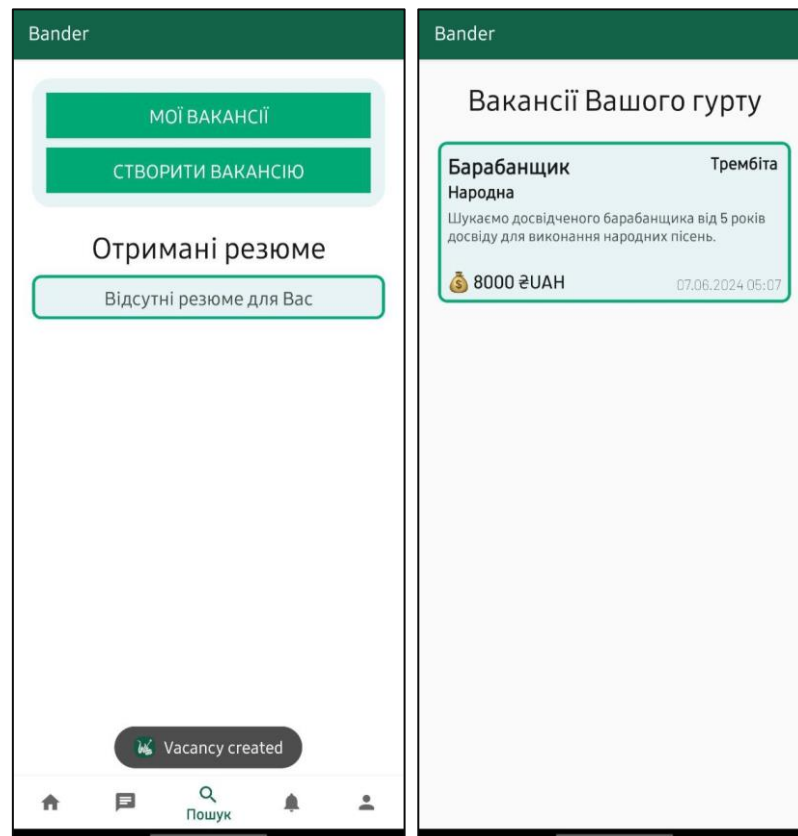 Bander
МОЇ ВАКАНСІЇ
СТВОРИТИ ВАКАНСІЮ
Отримані резюме
Відсутні резюме для Вас
Vacancy created
Пошук
Bander
Вакансії Вашого гурту
Барабанщик
Трембіта
Народна
Шукаємо досвідченого барабанщика від 5 років
досвіду для виконання народних пісень.
8000 ₴UAH
07.06.2024 05:07